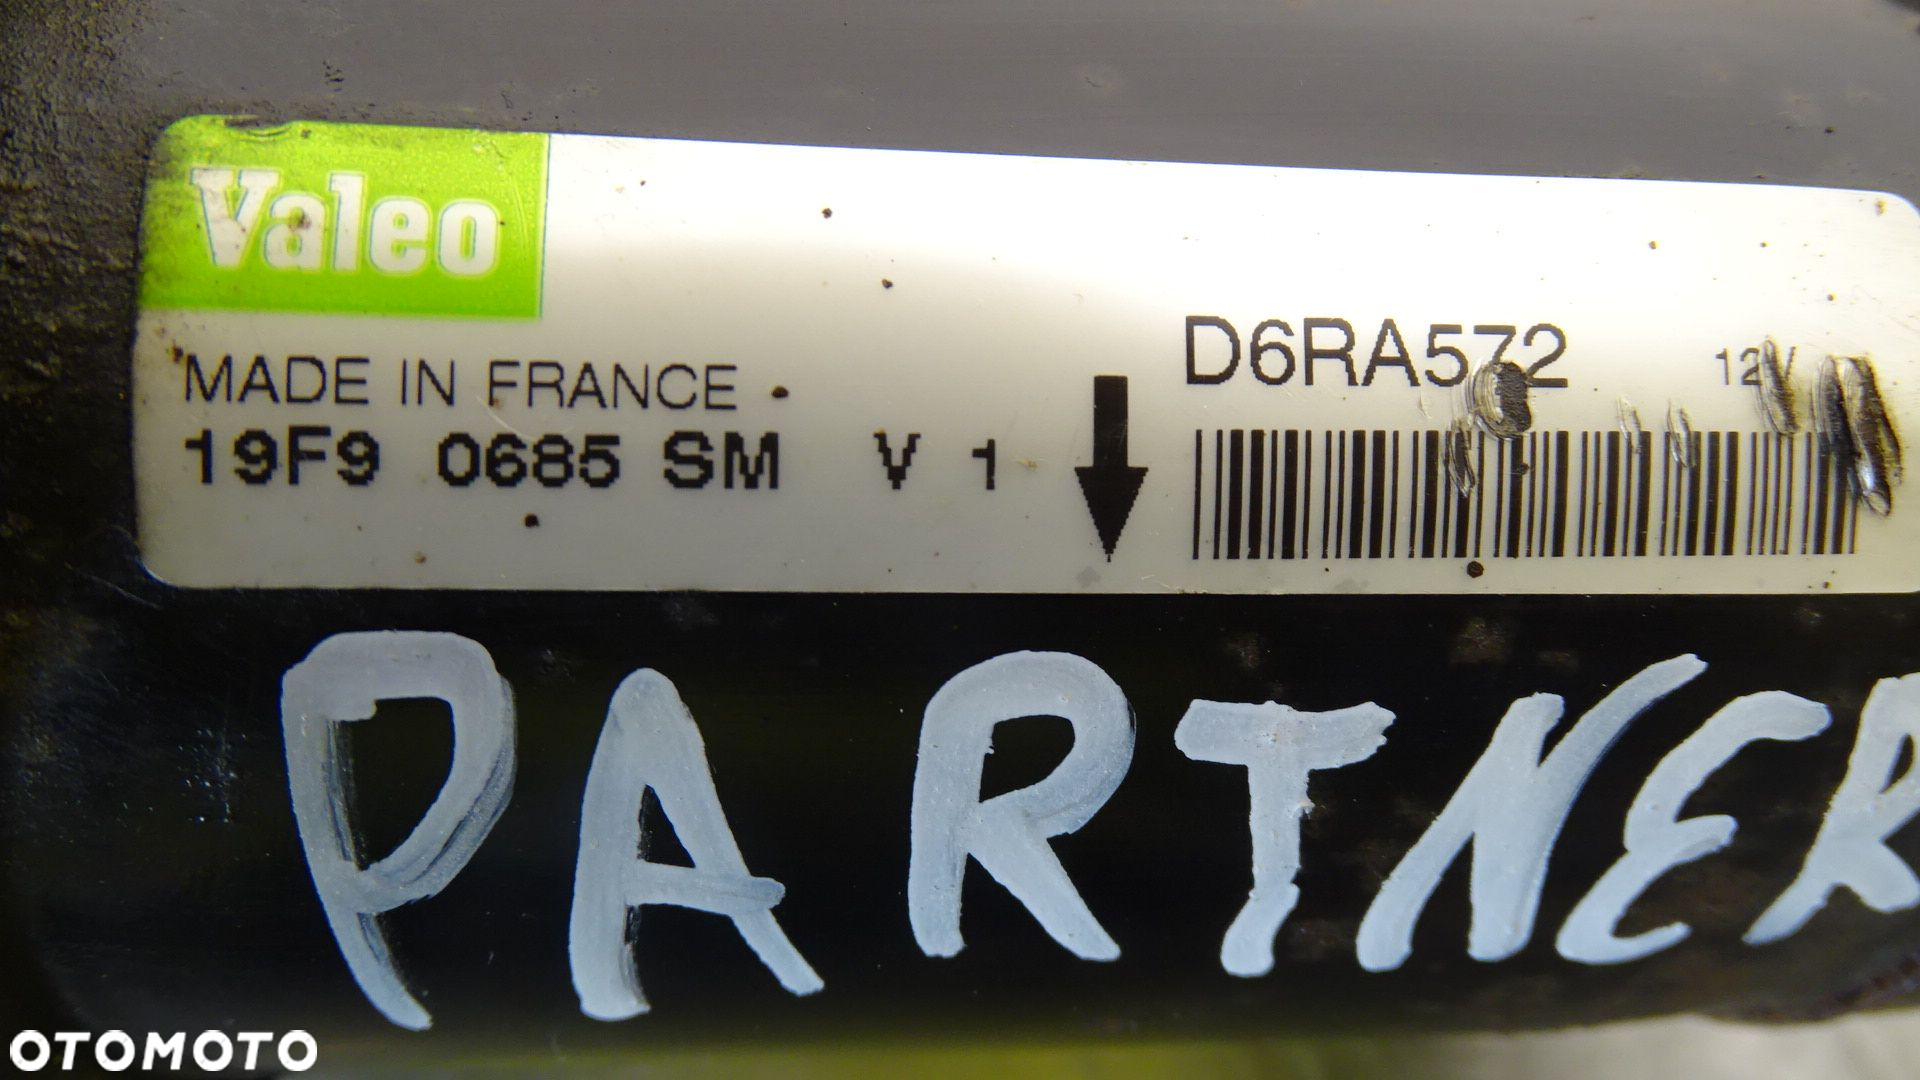 Valeo
MADE IN FRANCE
19F9 0685 SM V 1
D6RA572 12V
PARTNER
OTOMOTO